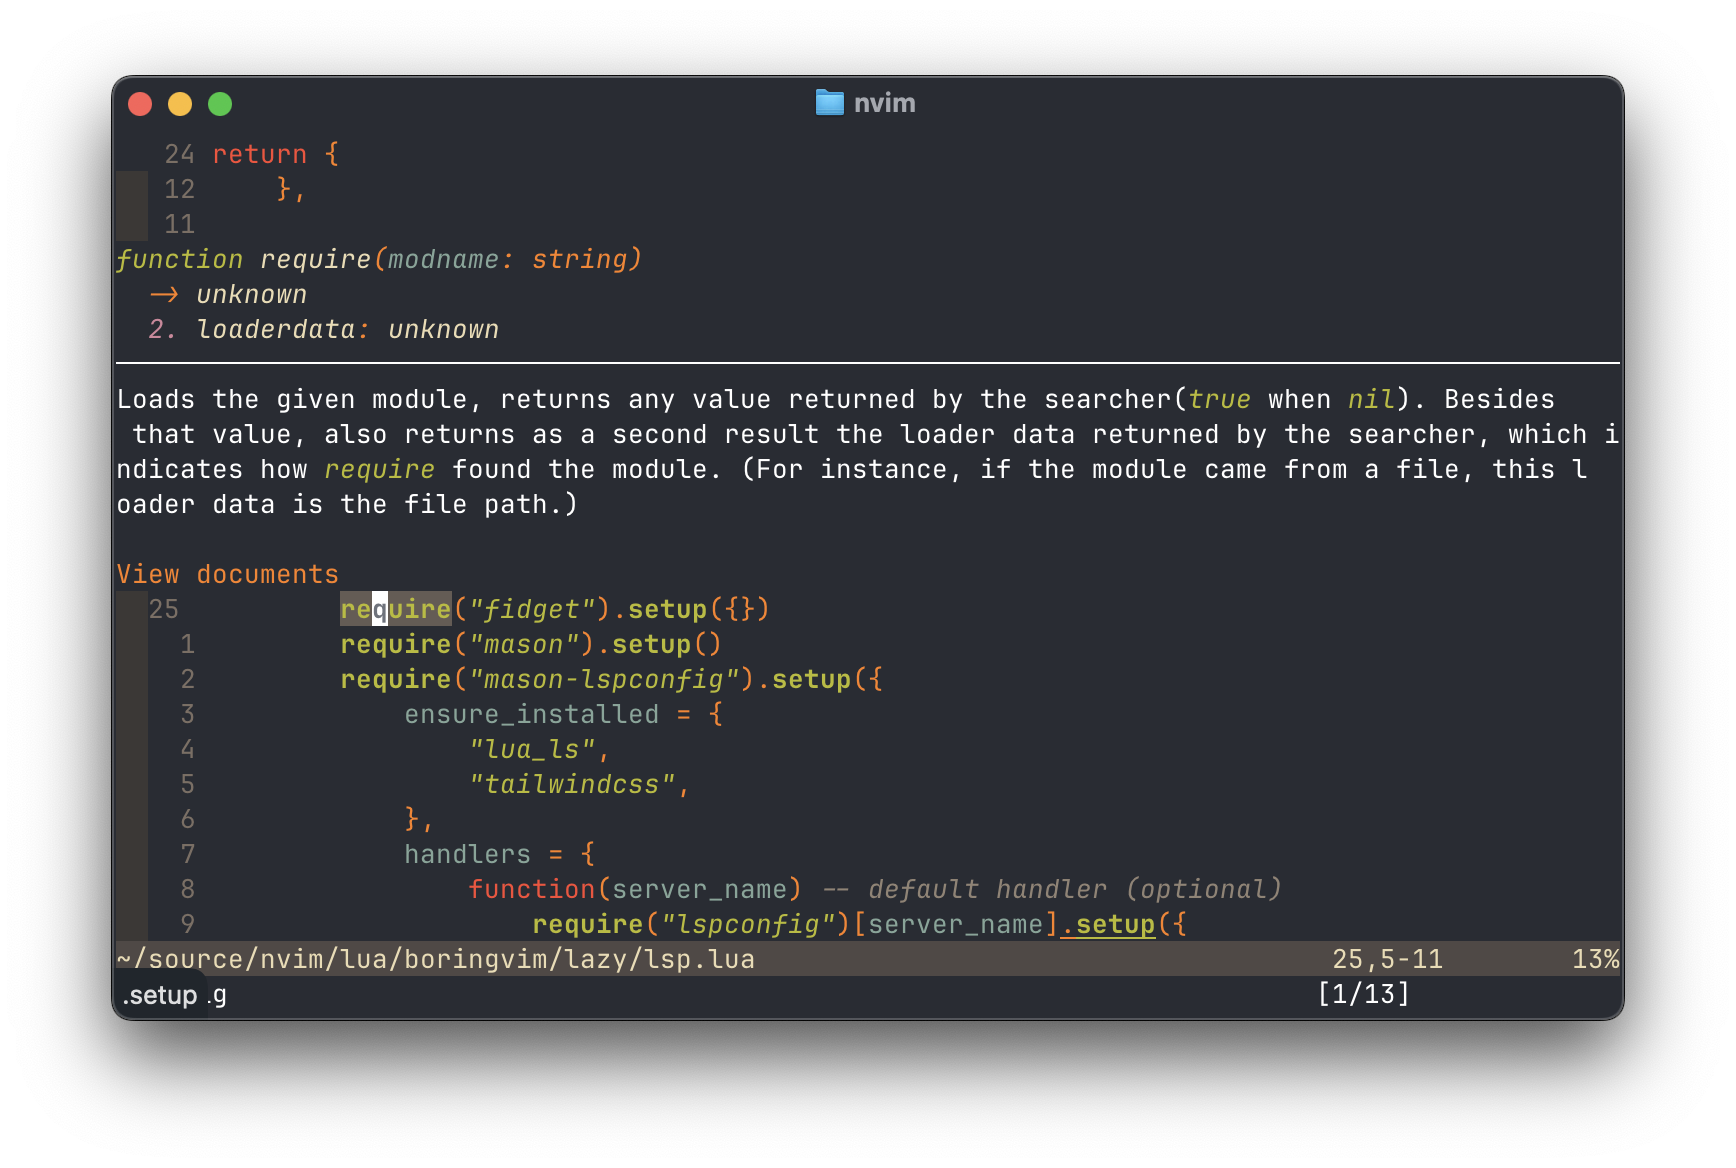 nvim
24 return {
12     },
11
function require(modname: string)
  -> unknown
  2. loaderdata: unknown
Loads the given module, returns any value returned by the searcher(true when nil). Besides
 that value, also returns as a second result the loader data returned by the searcher, which i
ndicates how require found the module. (For instance, if the module came from a file, this l
oader data is the file path.)
View documents
25          require("fidget").setup({})
  1         require("mason").setup()
  2         require("mason-lspconfig").setup({
  3             ensure_installed = {
  4                 "lua_ls",
  5                 "tailwindcss",
  6             },
  7             handlers = {
  8                 function(server_name) -- default handler (optional)
  9                     require("lspconfig")[server_name].setup({
~/source/nvim/lua/boringvim/lazy/lsp.lua 25,5-11 13%
.setup ig [1/13]